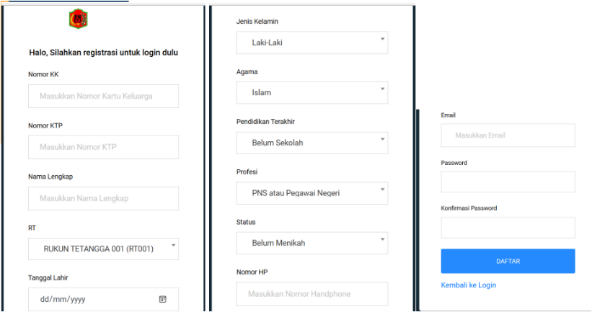 Halo, Silahkan registrasi untuk login dulu
Nomor KK
Masukkan Nomor Kartu Keluarga
Nomor KTP
Masukkan Nomor KTP
Nama Lengkap
Masukkan Nama Lengkap
RT
RUKUN TETANGGA 001 (RT001)
Tanggal Lahir
dd/mm/yyyy
Jenis Kelamin
Laki-Laki
Agama
Islam
Pendidikan Terakhir
Belum Sekolah
Profesi
PNS atau Pegawai Negeri
Status
Belum Menikah
Nomor HP
Masukkan Nomor Handphone
Email
Masukkan Email
Password
Konfirmasi Password
DAFTAR
Kembali ke Login